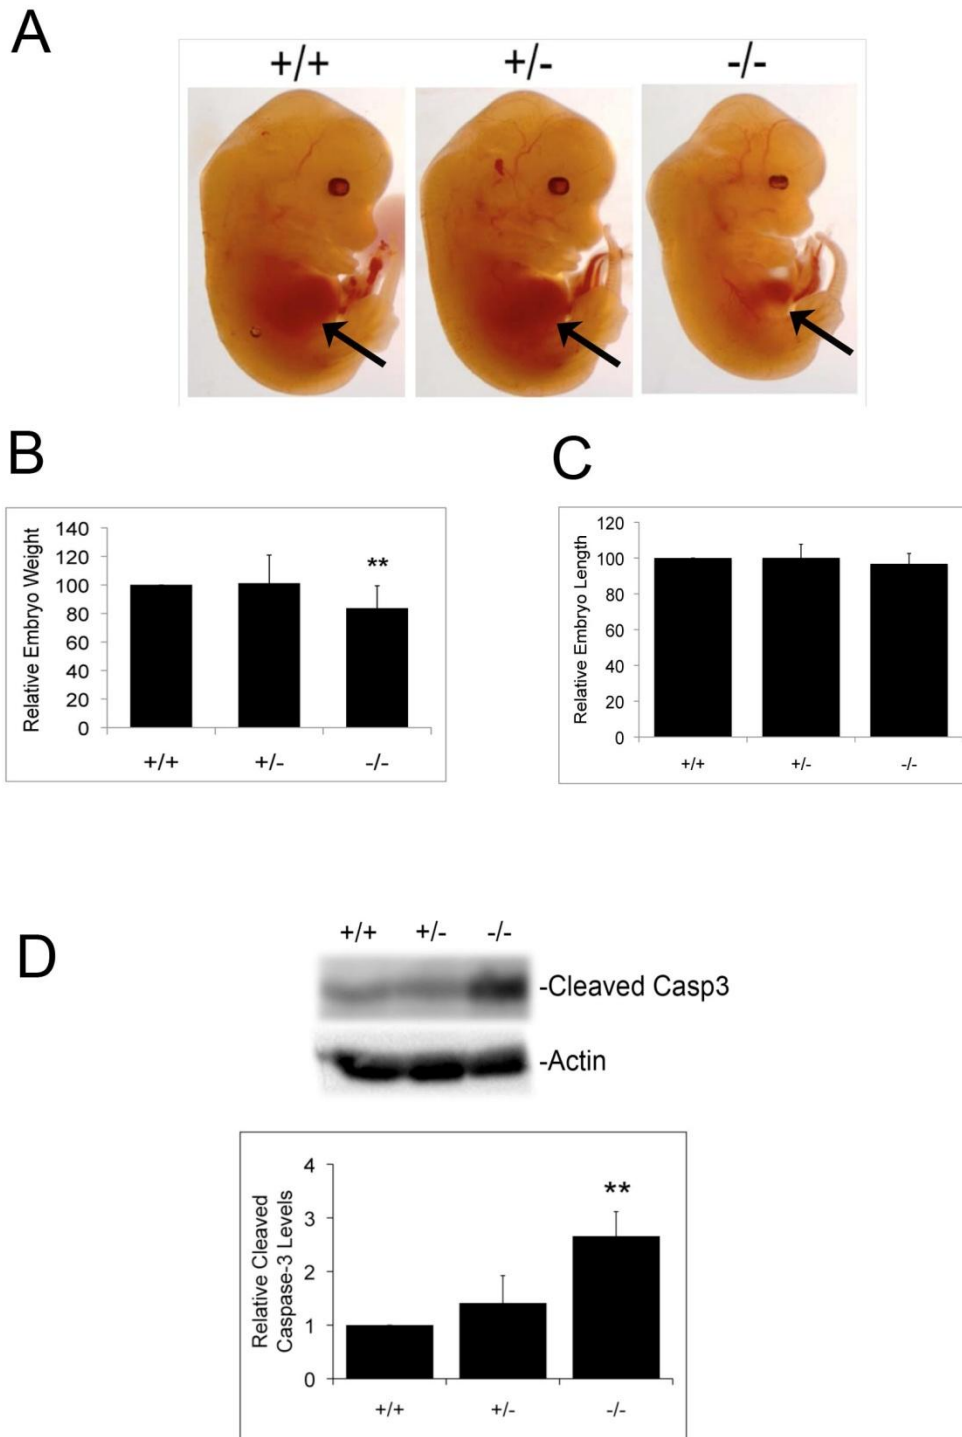 A
+/+ +/- -/-
B
C
Relative Embryo Weight
140
120
100
80
60
40
20
0
+/+ +/- -/-
**
Relative Embryo Length
120
100
80
60
40
20
0
+/+ +/- -/-
D
+/+ +/- -/-
-Cleaved Casp3
-Actin
Relative Cleaved
Caspase-3 Levels
4
3
2
1
0
**
+/+ +/- -/-